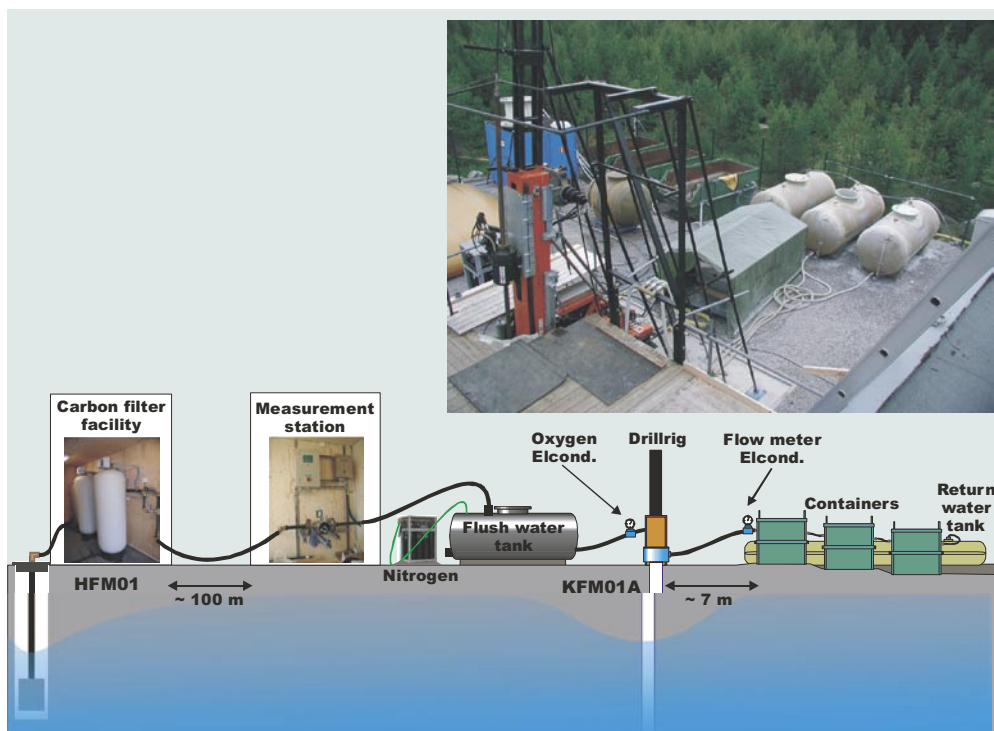 Carbon filter
facility
Measurement
station
Oxygen
Elcond.
Drillrig
Flow meter
Elcond.
Containers
Return
water
tank
Flush water
tank
Nitrogen
HFM01
~ 100 m
KFM01A
~ 7 m